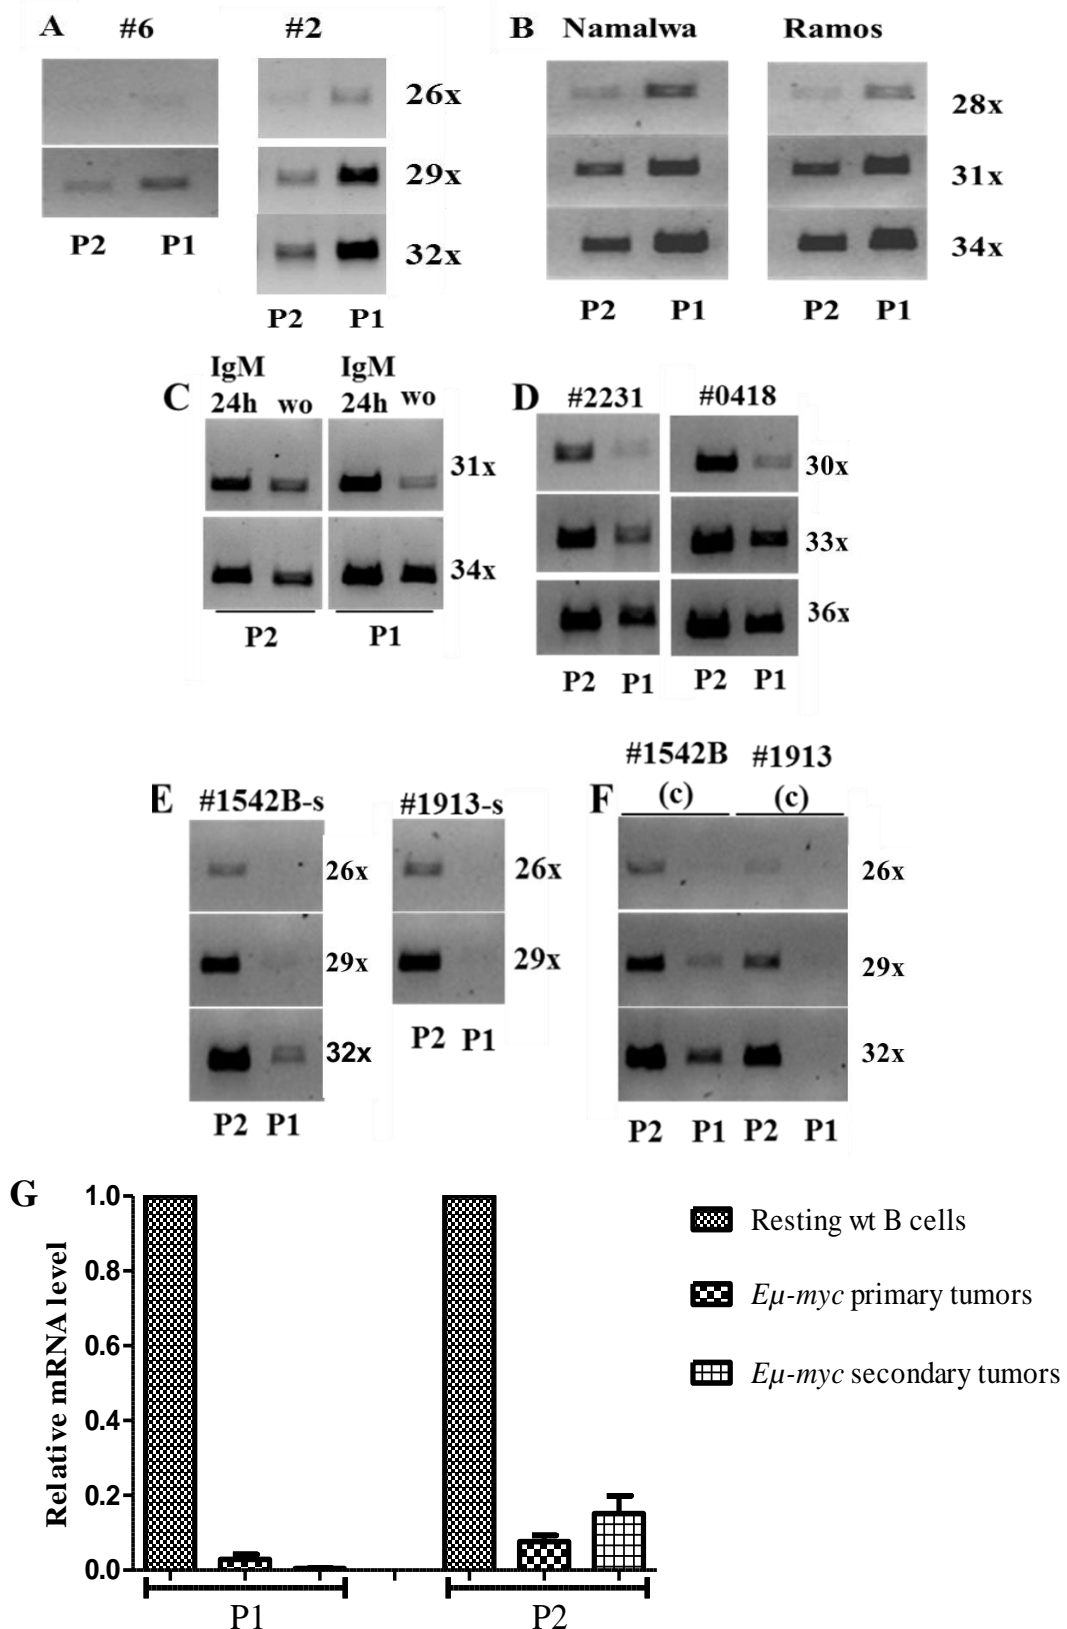 A #6 #2
26x
29x
32x
P2 P1
P2 P1
B Namalwa Ramos
28x
31x
34x
P2 P1 P2 P1
C IgM 24h wo IgM 24h wo
31x
34x
P2 P1
D #2231 #0418
30x
33x
36x
P2 P1 P2 P1
E #1542B-s #1913-s
26x 26x
29x 29x
32x
P2 P1
P2 P1
F #1542B (c) #1913 (c)
26x
29x
32x
P2 P1 P2 P1
G
Relative mRNA level
1.0
0.8
0.6
0.4
0.2
0.0
P1 P2
Resting wt B cells
Eμ-myc primary tumors
Eμ-myc secondary tumors